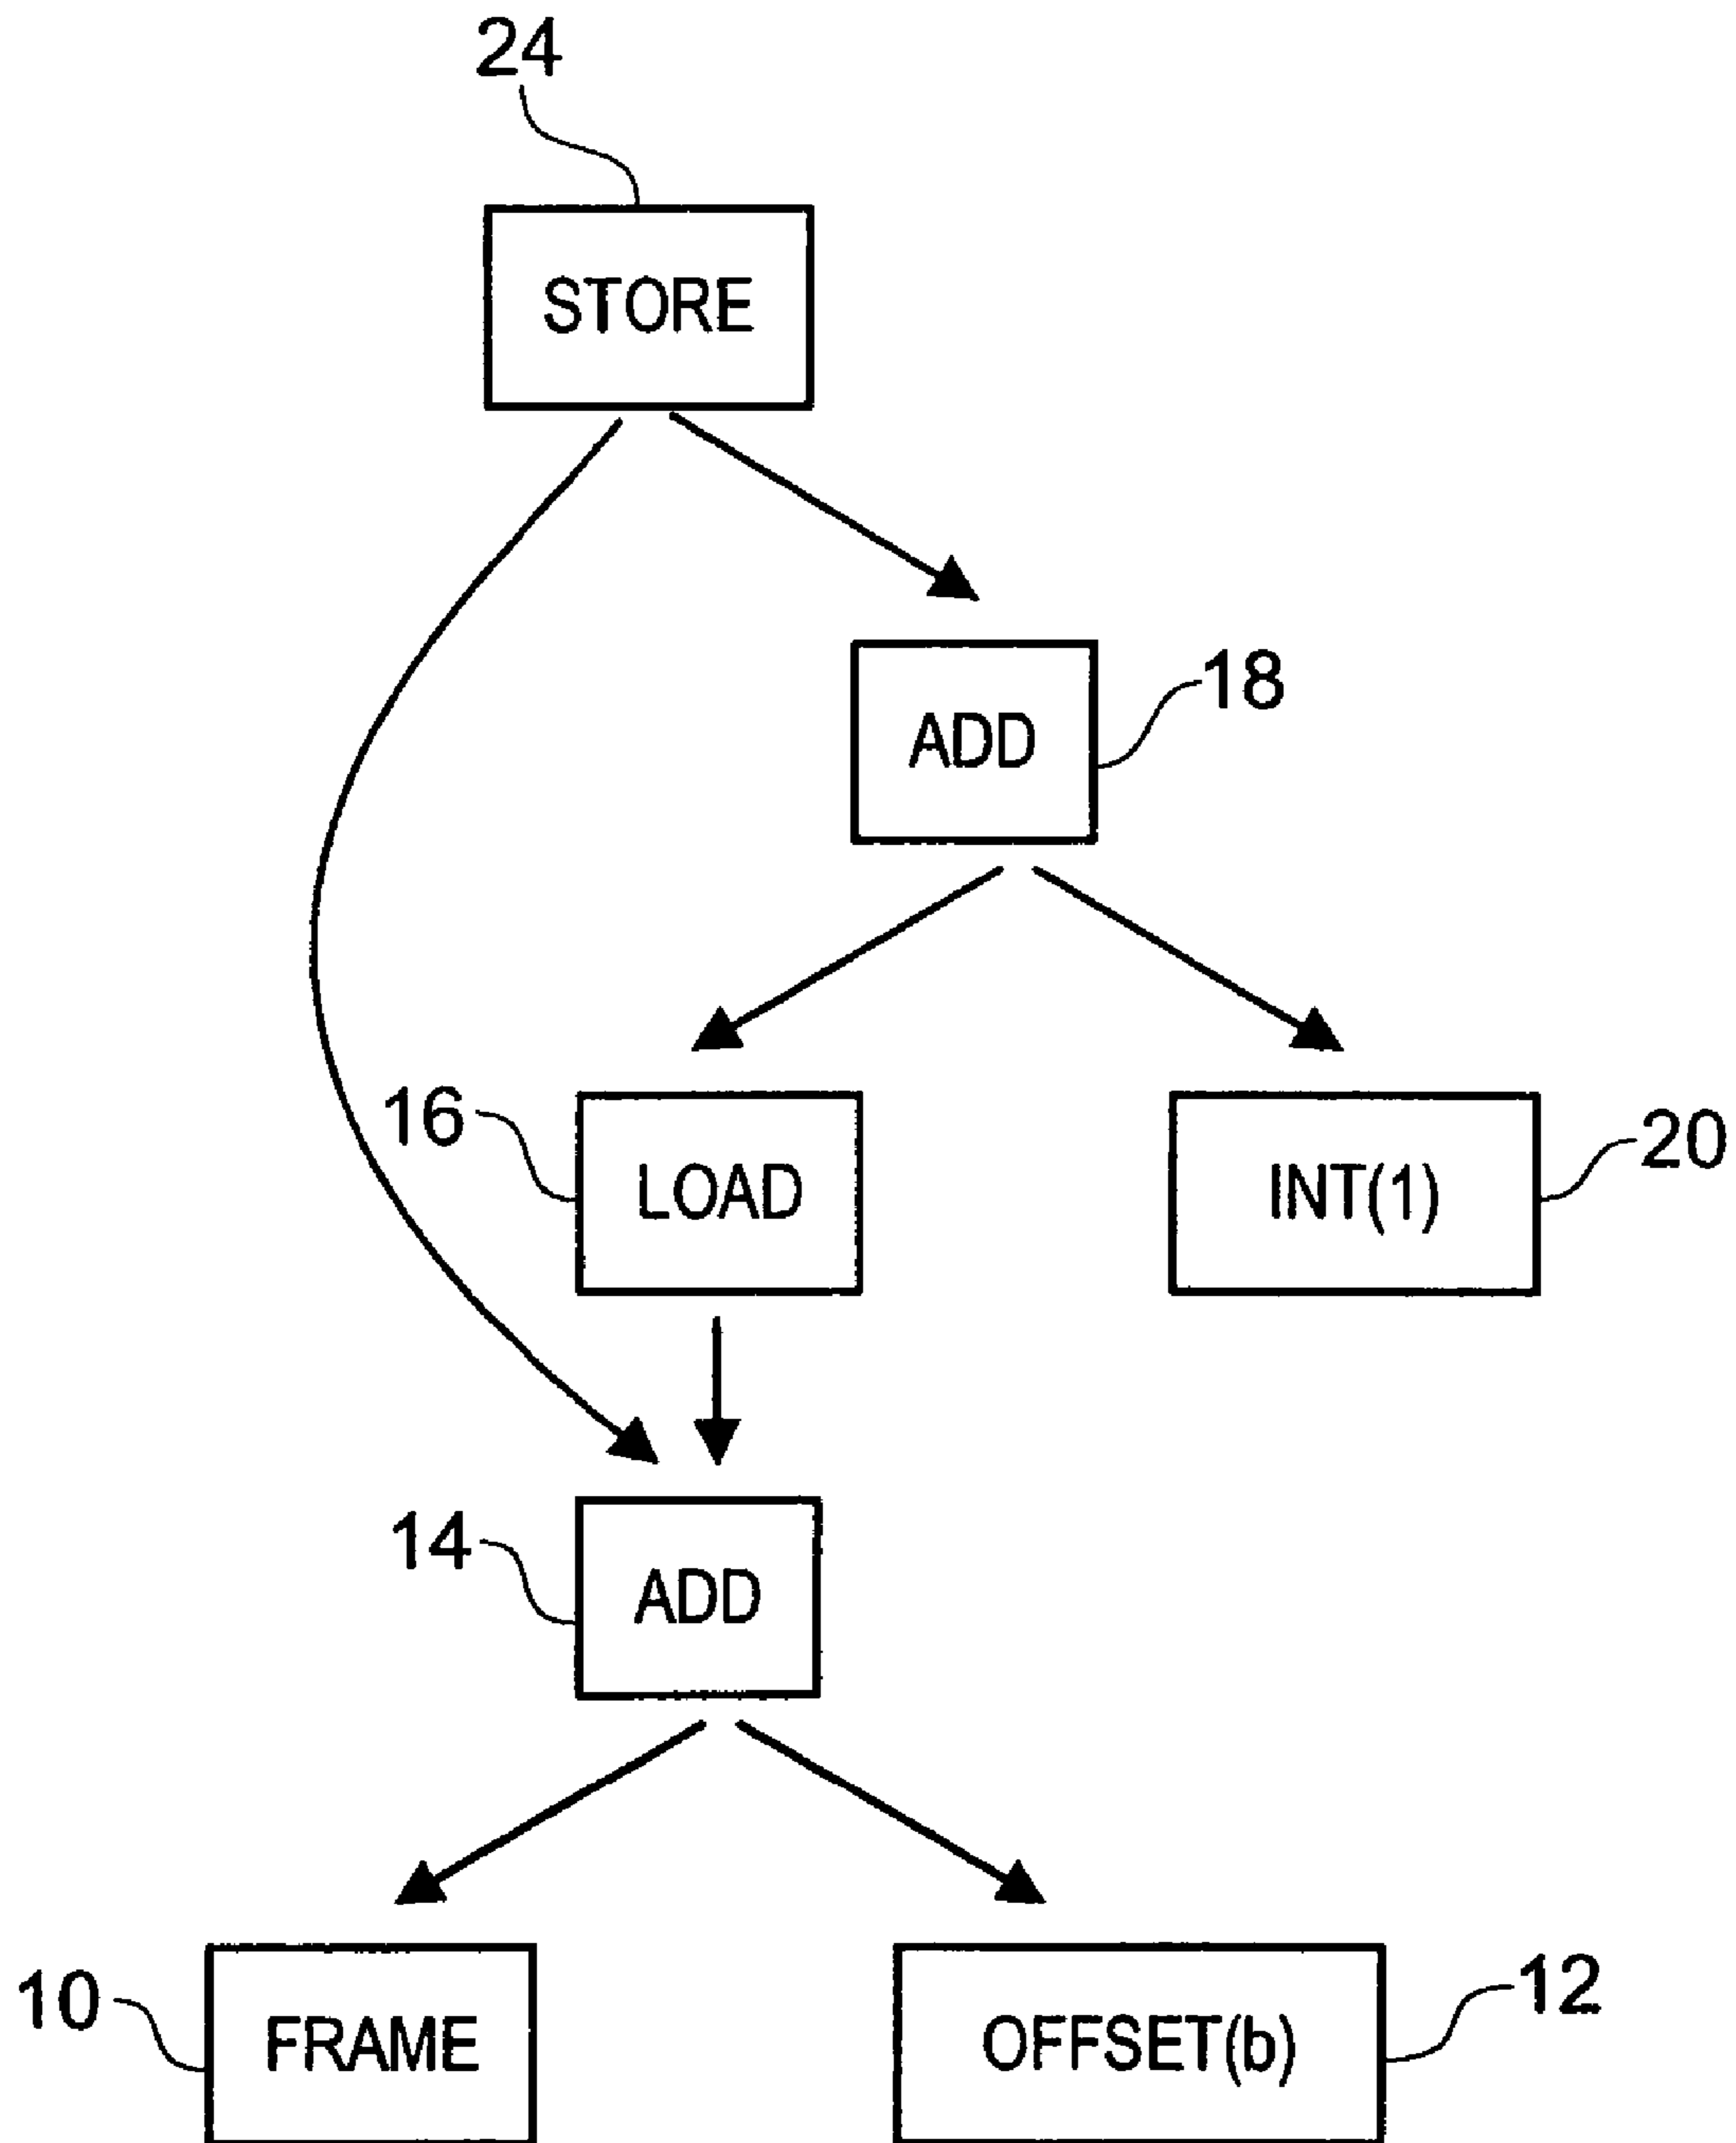 24
STORE
18
ADD
16
LOAD
INT(1)
20
14
ADD
10
FRAME
OFFSET(b)
12